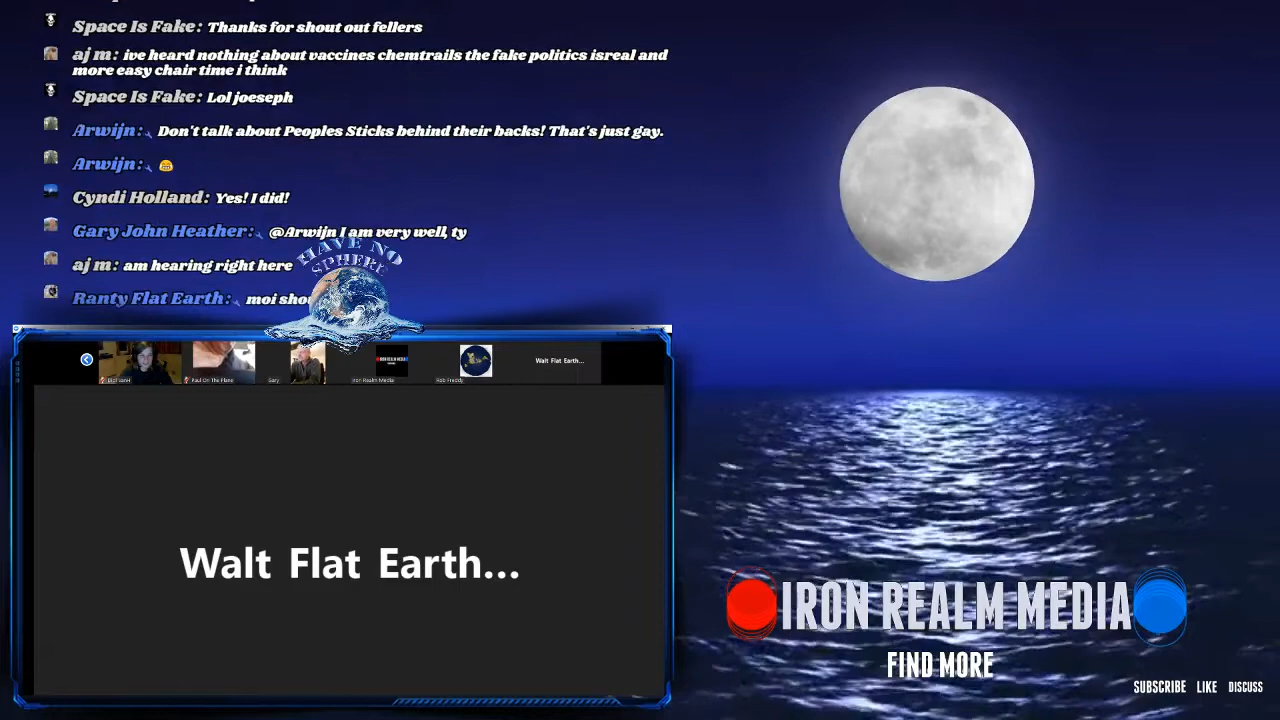 Space Is Fake: Thanks for shout out fellers
aj m: ive heard nothing about vaccines chemtrails the fake politics isreal and
more easy chair time i think
Space Is Fake: Lol joeseph
Arwijn: Don't talk about Peoples Sticks behind their backs! That's just gay.
Arwijn: 😁
Cyndi Holland: Yes! I did!
Gary John Heather: @Arwijn I am very well, ty
aj m: am hearing right here
Ranty Flat Earth: moi
HAVE NO
SPHERE
Paul On The Plane
Gary
Iron Realm Media
Rob Freddy
IRON REALM MEDIA
Walt Flat Earth...
Walt Flat Earth...
IRON REALM MEDIA
FIND MORE
SUBSCRIBE LIKE DISCUSS